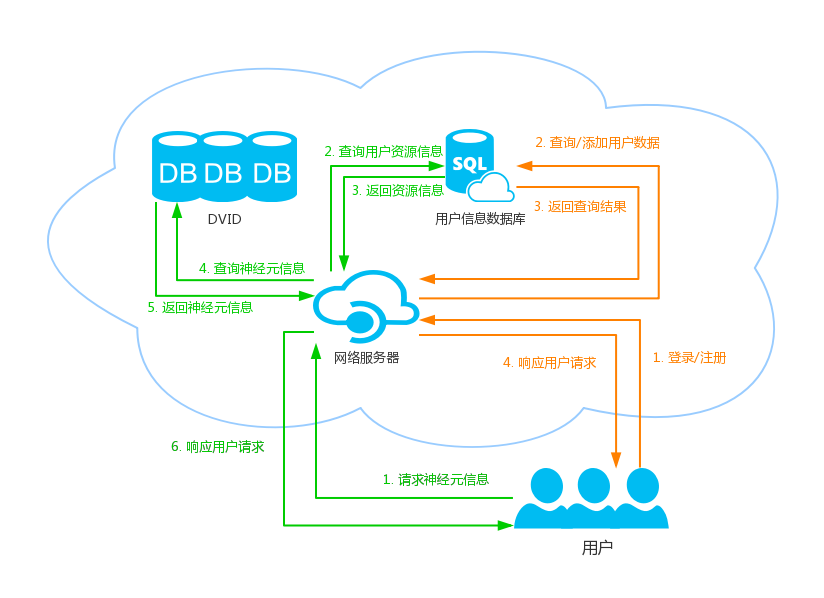 2. 查询/添加用户数据
2. 查询用户资源信息
SQL
DB
DB
DB
3. 返回资源信息
3. 返回查询结果
DVID
用户信息数据库
4. 查询神经元信息
5. 返回神经元信息
网络服务器
1. 登录/注册
4. 响应用户请求
6. 响应用户请求
1. 请求神经元信息
用户